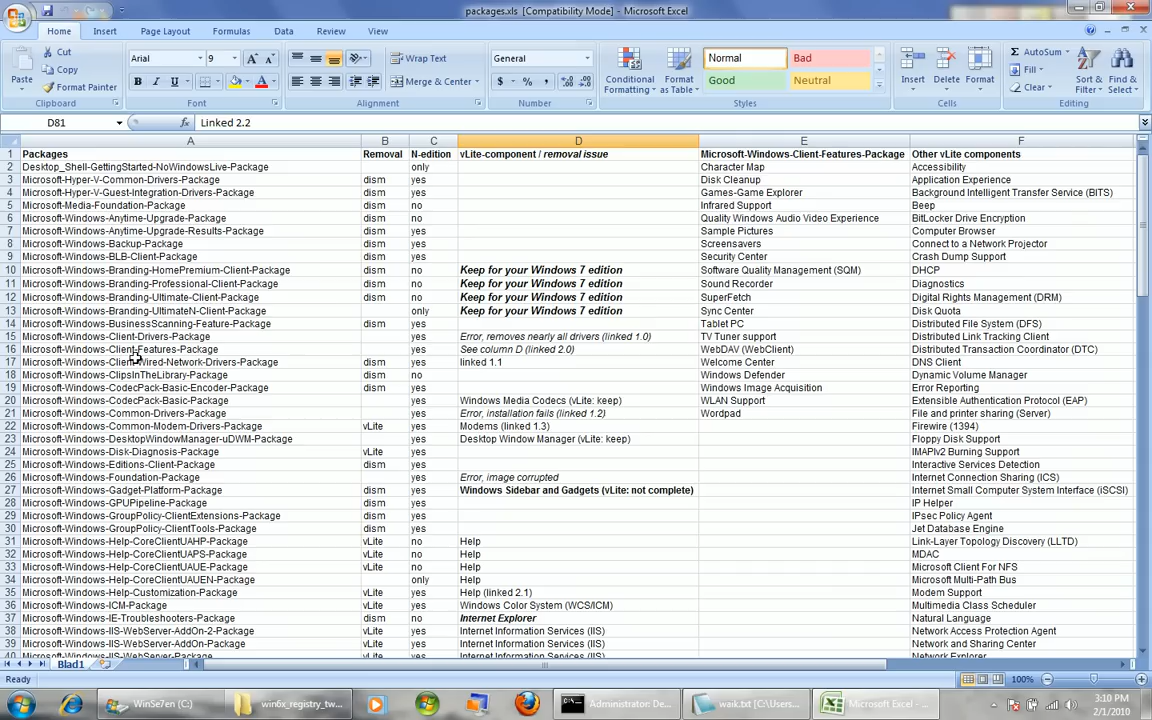 packages.xls [Compatibility Mode] - Microsoft Excel
Home Insert Page Layout Formulas Data Review View
Paste Cut Copy Format Painter Clipboard
Arial 9 B I U A A A Font
Wrap Text Merge & Center Alignment
General $ % , Number
Conditional Formatting Format as Table Normal Bad Good Neutral Styles
Insert Delete Format Cells
Σ AutoSum Fill Clear Sort & Filter Find & Select Editing
D81 fx Linked 2.2
A B C D E F
1 Packages Removal N-edition vLite-component / removal issue Microsoft-Windows-Client-Features-Package Other vLite components
2 Desktop_Shell-GettingStarted-NoWindowsLive-Package only Character Map Accessibility
3 Microsoft-Hyper-V-Common-Drivers-Package dism yes Disk Cleanup Application Experience
4 Microsoft-Hyper-V-Guest-Integration-Drivers-Package dism yes Games-Game Explorer Background Intelligent Transfer Service (BITS)
5 Microsoft-Media-Foundation-Package dism no Infrared Support Beep
6 Microsoft-Windows-Anytime-Upgrade-Package dism no Quality Windows Audio Video Experience BitLocker Drive Encryption
7 Microsoft-Windows-Anytime-Upgrade-Results-Package dism yes Sample Pictures Computer Browser
8 Microsoft-Windows-Backup-Package dism yes Screensavers Connect to a Network Projector
9 Microsoft-Windows-BLB-Client-Package dism yes Security Center Crash Dump Support
10 Microsoft-Windows-Branding-HomePremium-Client-Package dism no Keep for your Windows 7 edition Software Quality Management (SQM) DHCP
11 Microsoft-Windows-Branding-Professional-Client-Package dism no Keep for your Windows 7 edition Sound Recorder Diagnostics
12 Microsoft-Windows-Branding-Ultimate-Client-Package dism no Keep for your Windows 7 edition SuperFetch Digital Rights Management (DRM)
13 Microsoft-Windows-Branding-UltimateN-Client-Package only Keep for your Windows 7 edition Sync Center Disk Quota
14 Microsoft-Windows-BusinessScanning-Feature-Package dism yes Tablet PC Distributed File System (DFS)
15 Microsoft-Windows-Client-Drivers-Package yes Error, removes nearly all drivers (linked 1.0) TV Tuner support Distributed Link Tracking Client
16 Microsoft-Windows-Client-Features-Package yes See column D (linked 2.0) WebDAV (WebClient) Distributed Transaction Coordinator (DTC)
17 Microsoft-Windows-Client-Wired-Network-Drivers-Package dism yes linked 1.1 Welcome Center DNS Client
18 Microsoft-Windows-ClipsInTheLibrary-Package dism no Windows Defender Dynamic Volume Manager
19 Microsoft-Windows-CodecPack-Basic-Encoder-Package dism yes Windows Image Acquisition Error Reporting
20 Microsoft-Windows-CodecPack-Basic-Package yes Windows Media Codecs (vLite: keep) WLAN Support Extensible Authentication Protocol (EAP)
21 Microsoft-Windows-Common-Drivers-Package yes Error, installation fails (linked 1.2) Wordpad File and printer sharing (Server)
22 Microsoft-Windows-Common-Modem-Drivers-Package vLite yes Modems (linked 1.3) Firewire (1394)
23 Microsoft-Windows-DesktopWindowManager-uDWM-Package yes Desktop Window Manager (vLite: keep) Floppy Disk Support
24 Microsoft-Windows-Disk-Diagnosis-Package vLite yes IMAPIv2 Burning Support
25 Microsoft-Windows-Editions-Client-Package dism yes Interactive Services Detection
26 Microsoft-Windows-Foundation-Package yes Error, image corrupted Internet Connection Sharing (ICS)
27 Microsoft-Windows-Gadget-Platform-Package dism yes Windows Sidebar and Gadgets (vLite: not complete) Internet Small Computer System Interface (iSCSI)
28 Microsoft-Windows-GPUPipeline-Package dism yes IP Helper
29 Microsoft-Windows-GroupPolicy-ClientExtensions-Package dism yes IPsec Policy Agent
30 Microsoft-Windows-GroupPolicy-ClientTools-Package dism yes Jet Database Engine
31 Microsoft-Windows-Help-CoreClientUAHP-Package vLite no Help Link-Layer Topology Discovery (LLTD)
32 Microsoft-Windows-Help-CoreClientUAPS-Package vLite no Help MDAC
33 Microsoft-Windows-Help-CoreClientUAUE-Package vLite no Help Microsoft Client For NFS
34 Microsoft-Windows-Help-CoreClientUAUEN-Package only Help Microsoft Multi-Path Bus
35 Microsoft-Windows-Help-Customization-Package vLite yes Help (linked 2.1) Modem Support
36 Microsoft-Windows-ICM-Package vLite yes Windows Color System (WCS/ICM) Multimedia Class Scheduler
37 Microsoft-Windows-IE-Troubleshooters-Package dism no Internet Explorer Natural Language
38 Microsoft-Windows-IIS-WebServer-AddOn-2-Package vLite yes Internet Information Services (IIS) Network Access Protection Agent
39 Microsoft-Windows-IIS-WebServer-AddOn-Package vLite yes Internet Information Services (IIS) Network and Sharing Center
40 Microsoft-Windows-IIS-WebServer-Package vLite yes Internet Information Services (IIS) Network Explorer
Blad1
Ready 100%
WinSe7en (C:) win6x_registry_tw... Administrator: De... waik.txt [C:\Users... Microsoft Excel - ... 3:10 PM
2/1/2010